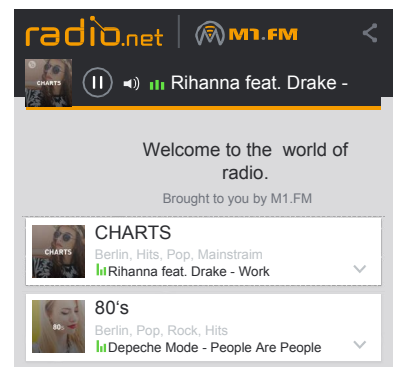 radio.net M1.FM
CHARTS
Rihanna feat. Drake -
Welcome to the world of
radio.
Brought to you by M1.FM
CHARTS
CHARTS
Berlin, Hits, Pop, Mainstraim
Rihanna feat. Drake - Work
80s
80's
Berlin, Pop, Rock, Hits
Depeche Mode - People Are People